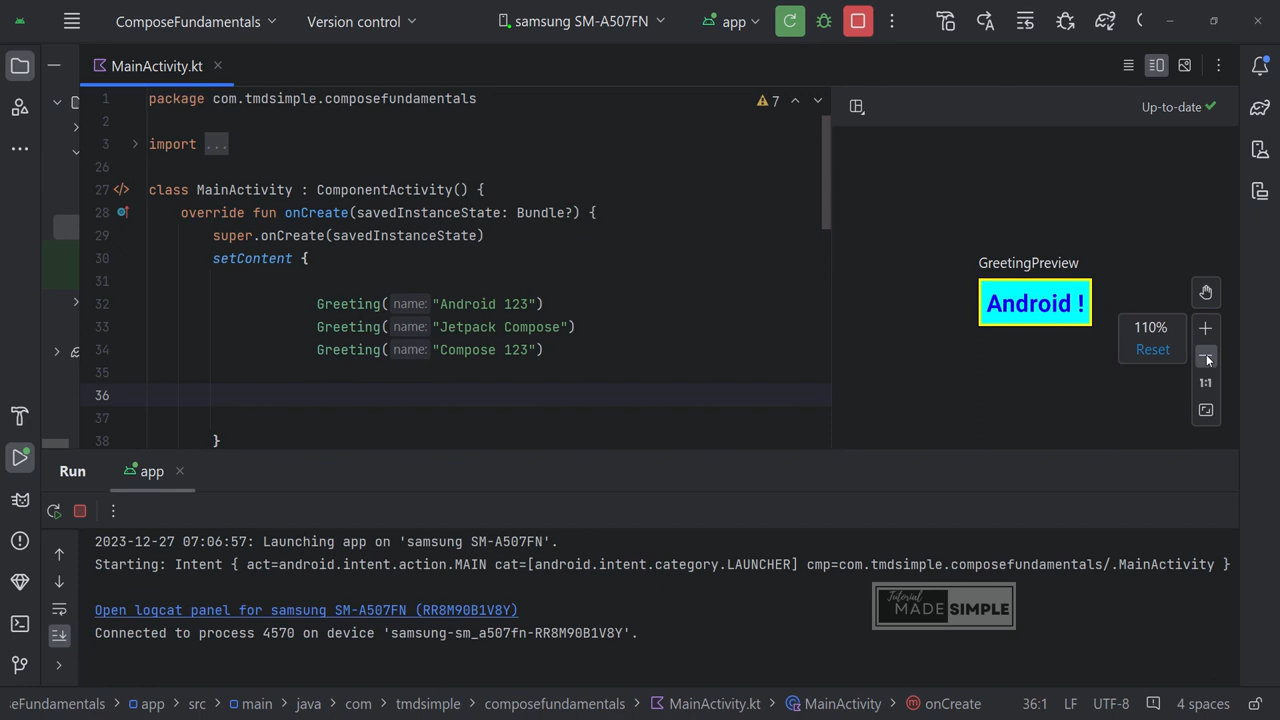 ComposeFundamentals
Version control
samsung SM-A507FN
app
MainActivity.kt
1 package com.tmdsimple.composefundamentals
7
Up-to-date
2
3 import ...
26
27 class MainActivity : ComponentActivity() {
28 override fun onCreate(savedInstanceState: Bundle?) {
29 super.onCreate(savedInstanceState)
30 setContent {
31
32 Greeting( name: "Android 123")
33 Greeting( name: "Jetpack Compose")
34 Greeting( name: "Compose 123")
35
36
37
38 }
GreetingPreview
Android !
110%
Reset
1:1
Run
app
2023-12-27 07:06:57: Launching app on 'samsung SM-A507FN'.
Starting: Intent { act=android.intent.action.MAIN cat=[android.intent.category.LAUNCHER] cmp=com.tmdsimple.composefundamentals/.MainActivity }
Open logcat panel for samsung SM-A507FN (RR8M90B1V8Y)
Connected to process 4570 on device 'samsung-sm_a507fn-RR8M90B1V8Y'.
Tutorial
MADE SIMPLE
seFundamentals > app > src > main > java > com > tmdsimple > composefundamentals > MainActivity.kt > MainActivity > onCreate
36:1 LF UTF-8 4 spaces